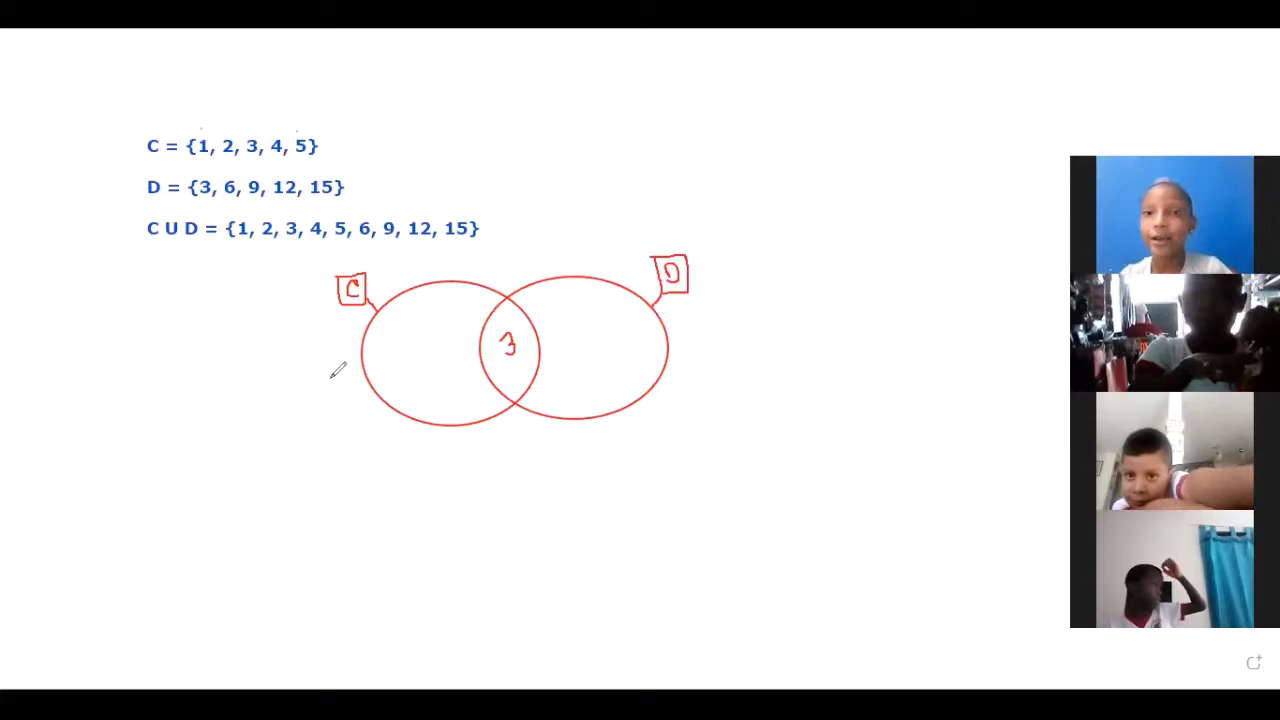 C = {1, 2, 3, 4, 5}
D = {3, 6, 9, 12, 15}
C U D = {1, 2, 3, 4, 5, 6, 9, 12, 15}
C
D
3